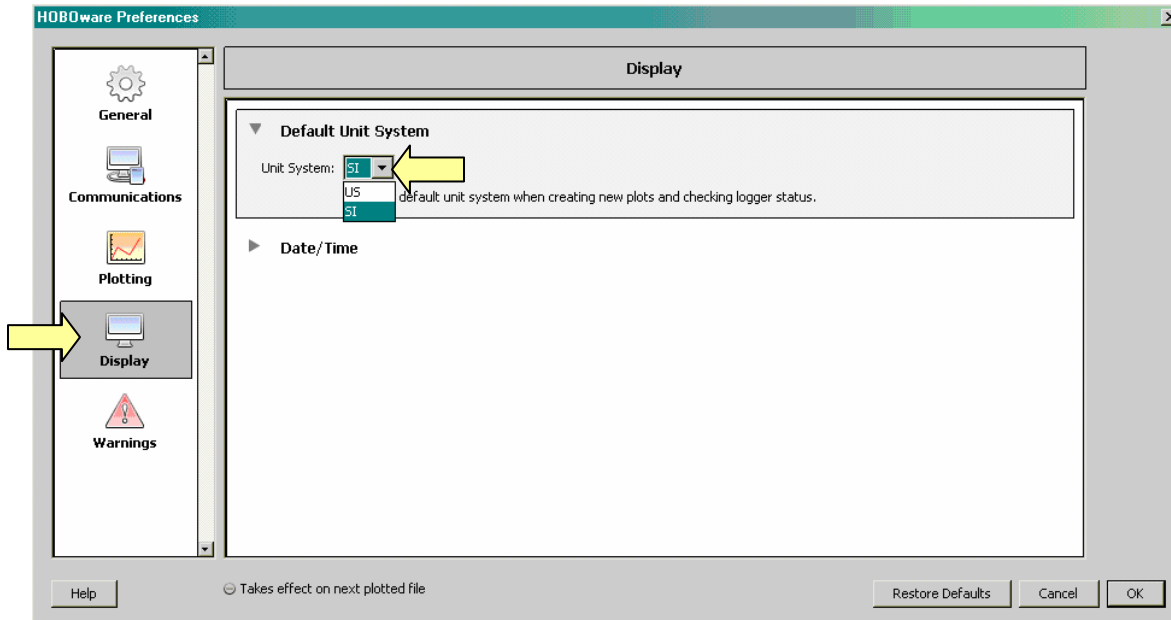 HOBOware Preferences
General
Communications
Plotting
Display
Warnings
Display
Default Unit System
Unit System: SI
US
SI
default unit system when creating new plots and checking logger status.
Date/Time
Help
Takes effect on next plotted file
Restore Defaults
Cancel
OK